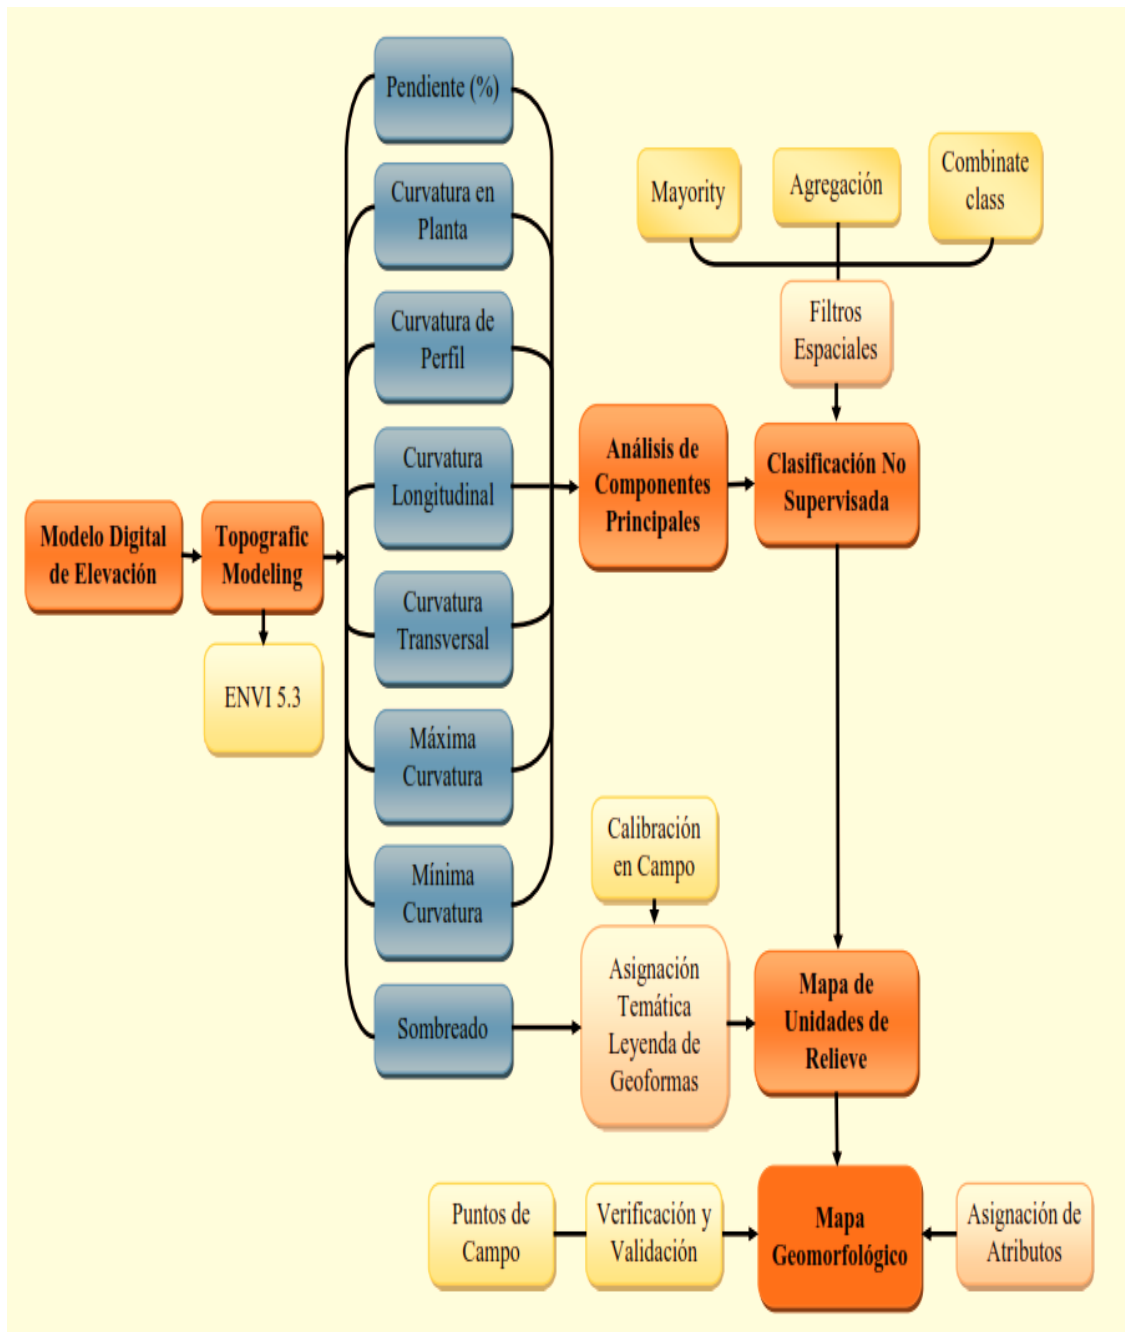 Pendiente (%)
Curvatura en
Planta
Curvatura de
Perfil
Curvatura
Longitudinal
Curvatura
Transversal
Máxima
Curvatura
Mínima
Curvatura
Sombreado
Modelo Digital
de Elevación
Topografic
Modeling
ENVI 5.3
Mayority
Agregación
Combinate
class
Filtros
Espaciales
Análisis de
Componentes
Principales
Clasificación No
Supervisada
Calibración
en Campo
Asignación
Temática
Leyenda de
Geoformas
Mapa de
Unidades de
Relieve
Puntos de
Campo
Verificación y
Validación
Mapa
Geomorfológico
Asignación de
Atributos